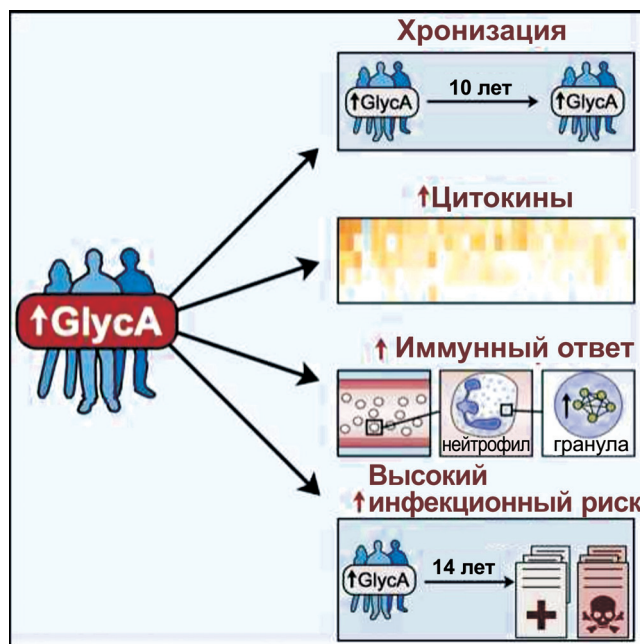 Хронизация
↑GlycA
10 лет
↑GlycA
↑Цитокины
↑GlycA
↑ Иммунный ответ
нейтрофил
гранула
Высокий
↑инфекционный риск
↑GlycA
14 лет